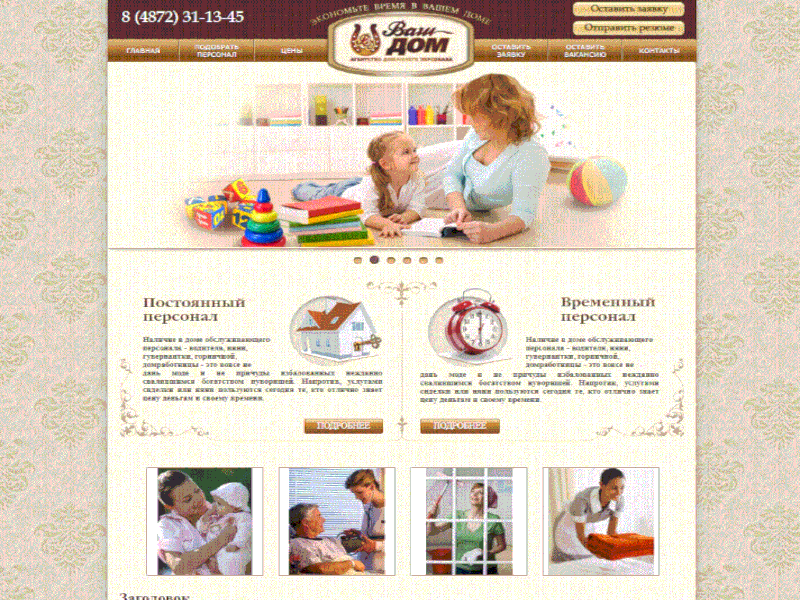 8 (4872) 31-13-45
ЭКОНОМЬТЕ ВРЕМЯ В ВАШЕМ ДОМЕ
Оставить заявку
Отправить резюме
Ваш
ДОМ
АГЕНТСТВО ДОМАШНЕГО ПЕРСОНАЛА
ГЛАВНАЯ
ПОДОБРАТЬ
ПЕРСОНАЛ
ЦЕНЫ
ОСТАВИТЬ
ЗАЯВКУ
ОСТАВИТЬ
ВАКАНСИЮ
КОНТАКТЫ
Постоянный
персонал
Наличие в доме обслуживающего
персонала - водителя, няни,
гувернантки, горничной,
домработницы - это вовсе не
дань моде и не причуды избалованных нежданно
свалившимся богатством нуворишей. Напротив, услугами
сиделки или няни пользуются сегодня те, кто отлично знает
цену деньгам и своему времени.
ПОДРОБНЕЕ
Временный
персонал
Наличие в доме обслуживающего
персонала - водителя, няни,
гувернантки, горничной,
домработницы - это вовсе не
дань моде и не причуды избалованных нежданно
свалившимся богатством нуворишей. Напротив, услугами
сиделки или няни пользуются сегодня те, кто отлично знает
цену деньгам и своему времени.
ПОДРОБНЕЕ
Заголовок